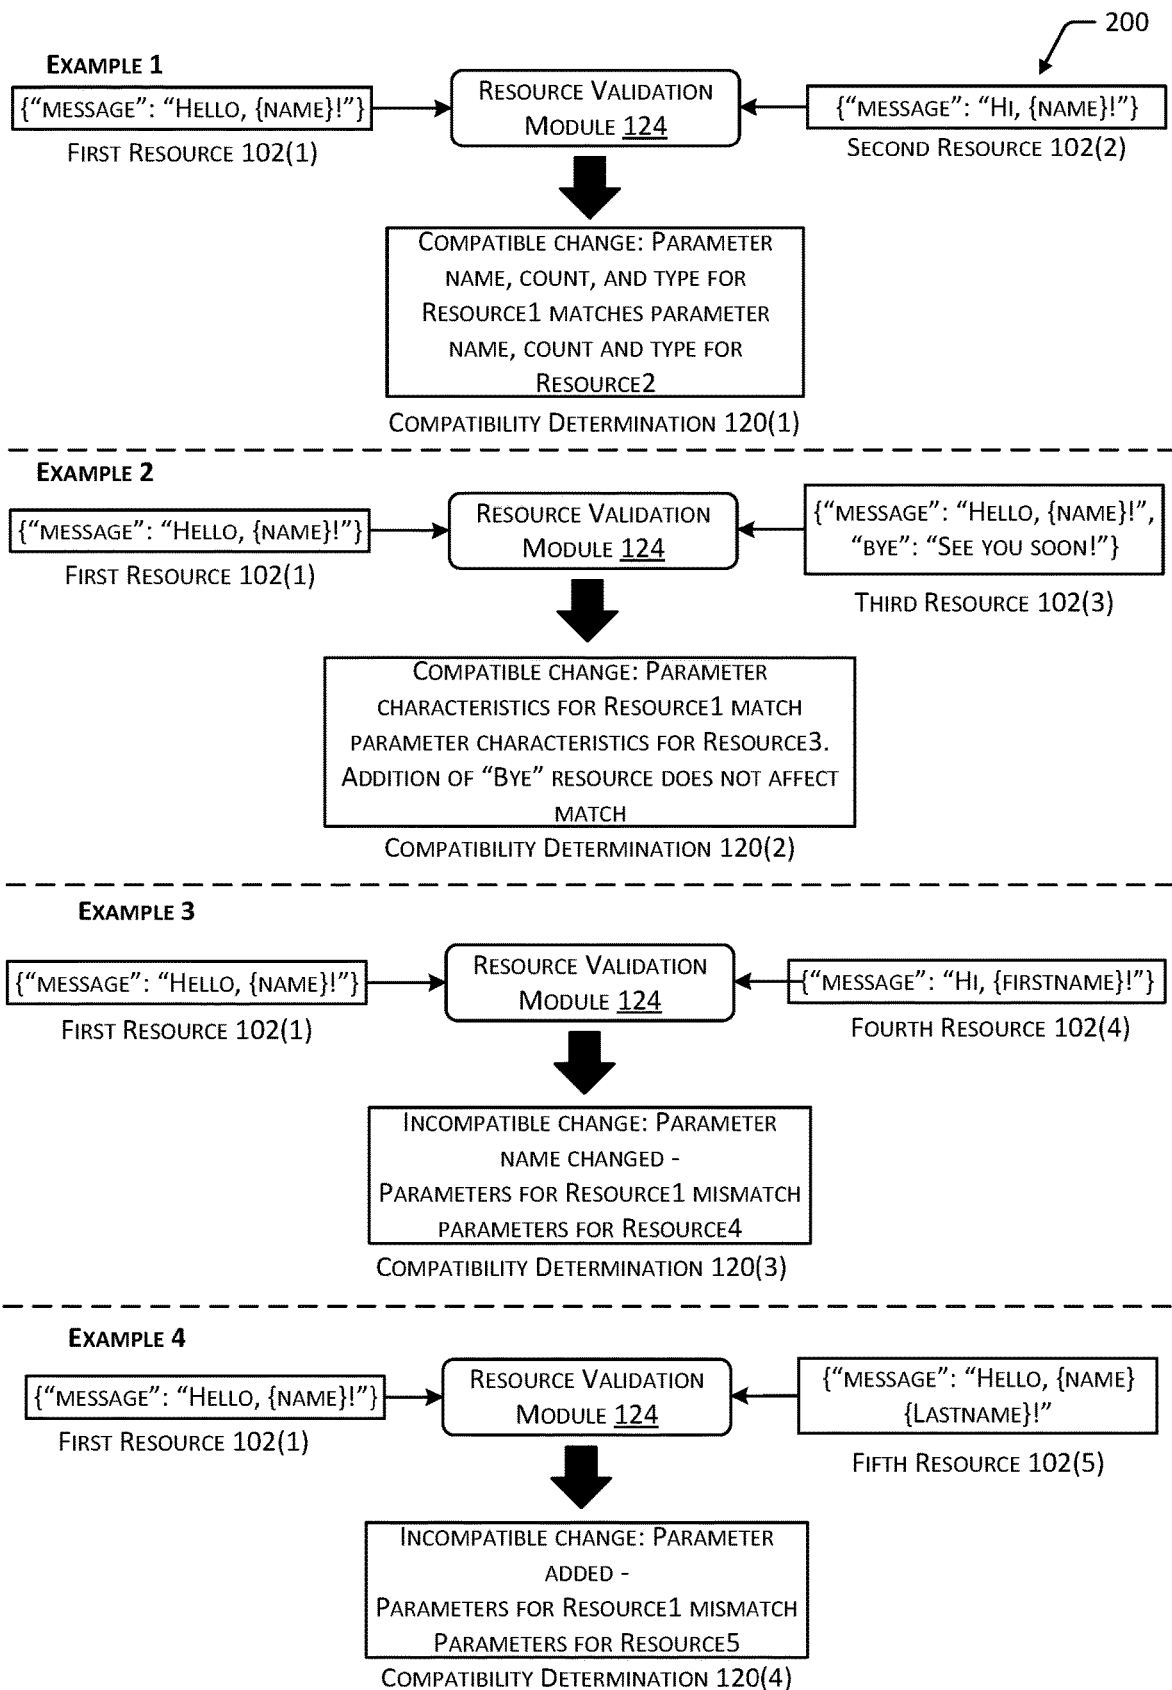 200
EXAMPLE 1
{“MESSAGE”: “HELLO, {NAME}!”}
FIRST RESOURCE 102(1)
RESOURCE VALIDATION
MODULE 124
{“MESSAGE”: “HI, {NAME}!”}
SECOND RESOURCE 102(2)
COMPATIBLE CHANGE: PARAMETER
NAME, COUNT, AND TYPE FOR
RESOURCE1 MATCHES PARAMETER
NAME, COUNT AND TYPE FOR
RESOURCE2
COMPATIBILITY DETERMINATION 120(1)
EXAMPLE 2
{“MESSAGE”: “HELLO, {NAME}!”}
FIRST RESOURCE 102(1)
RESOURCE VALIDATION
MODULE 124
{“MESSAGE”: “HELLO, {NAME}!”,
“BYE”: “SEE YOU SOON!”}
THIRD RESOURCE 102(3)
COMPATIBLE CHANGE: PARAMETER
CHARACTERISTICS FOR RESOURCE1 MATCH
PARAMETER CHARACTERISTICS FOR RESOURCE3.
ADDITION OF “BYE” RESOURCE DOES NOT AFFECT
MATCH
COMPATIBILITY DETERMINATION 120(2)
EXAMPLE 3
{“MESSAGE”: “HELLO, {NAME}!”}
FIRST RESOURCE 102(1)
RESOURCE VALIDATION
MODULE 124
{“MESSAGE”: “HI, {FIRSTNAME}!”}
FOURTH RESOURCE 102(4)
INCOMPATIBLE CHANGE: PARAMETER
NAME CHANGED -
PARAMETERS FOR RESOURCE1 MISMATCH
PARAMETERS FOR RESOURCE4
COMPATIBILITY DETERMINATION 120(3)
EXAMPLE 4
{“MESSAGE”: “HELLO, {NAME}!”}
FIRST RESOURCE 102(1)
RESOURCE VALIDATION
MODULE 124
{“MESSAGE”: “HELLO, {NAME}
{LASTNAME}!”
FIFTH RESOURCE 102(5)
INCOMPATIBLE CHANGE: PARAMETER
ADDED -
PARAMETERS FOR RESOURCE1 MISMATCH
PARAMETERS FOR RESOURCE5
COMPATIBILITY DETERMINATION 120(4)